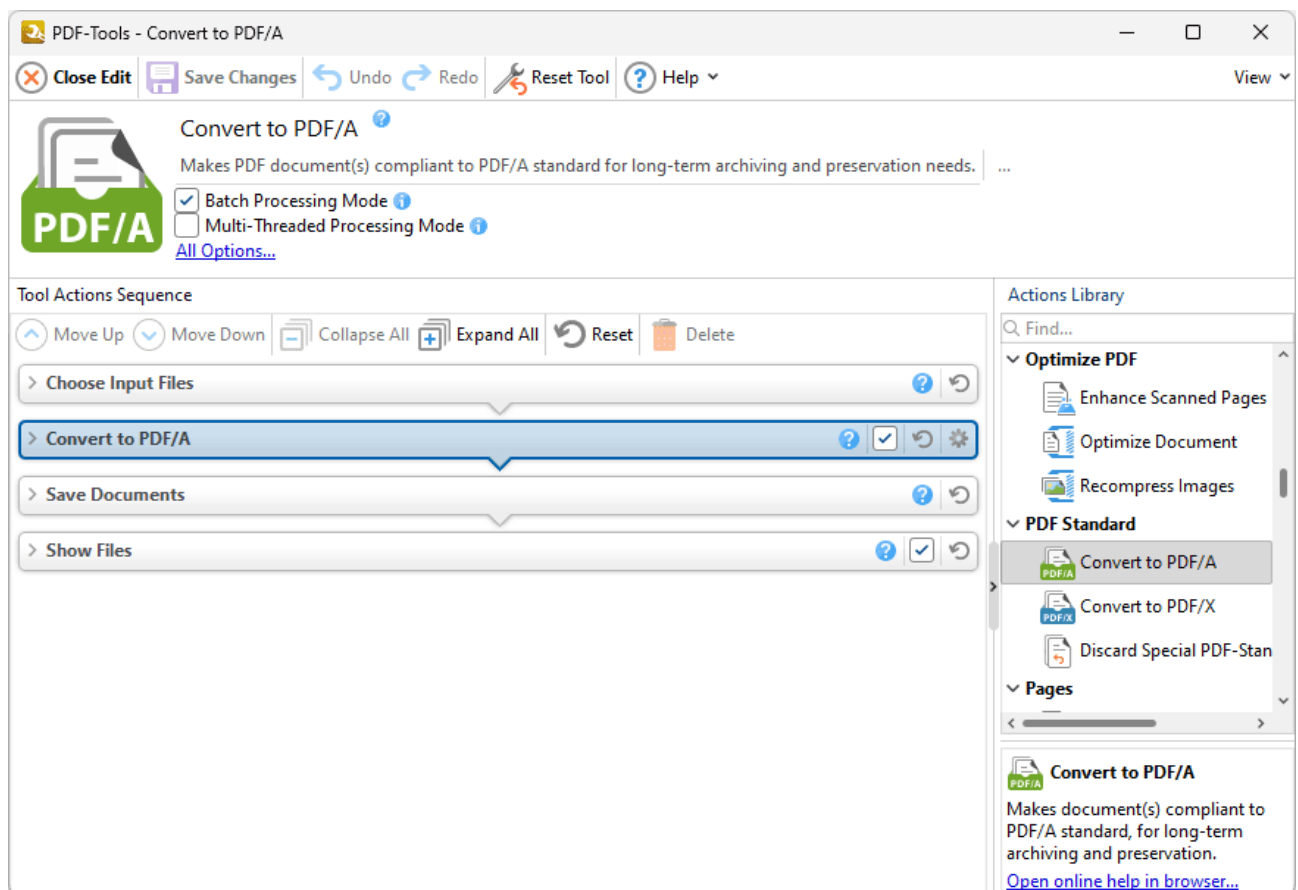 PDF-Tools - Convert to PDF/A
Close Edit Save Changes Undo Redo Reset Tool ? Help View
Convert to PDF/A ?
Makes PDF document(s) compliant to PDF/A standard for long-term archiving and preservation needs. ...
PDF/A
Batch Processing Mode i
Multi-Threaded Processing Mode i
All Options...
Tool Actions Sequence
Move Up Move Down Collapse All Expand All Reset Delete
Choose Input Files ?
Convert to PDF/A ?
Save Documents ?
Show Files ?
Actions Library
Find...
Optimize PDF
Enhance Scanned Pages
Optimize Document
Recompress Images
PDF Standard
PDF/A Convert to PDF/A
PDF/X Convert to PDF/X
Discard Special PDF-Stan
Pages
PDF/A Convert to PDF/A
Makes document(s) compliant to
PDF/A standard, for long-term
archiving and preservation.
Open online help in browser...